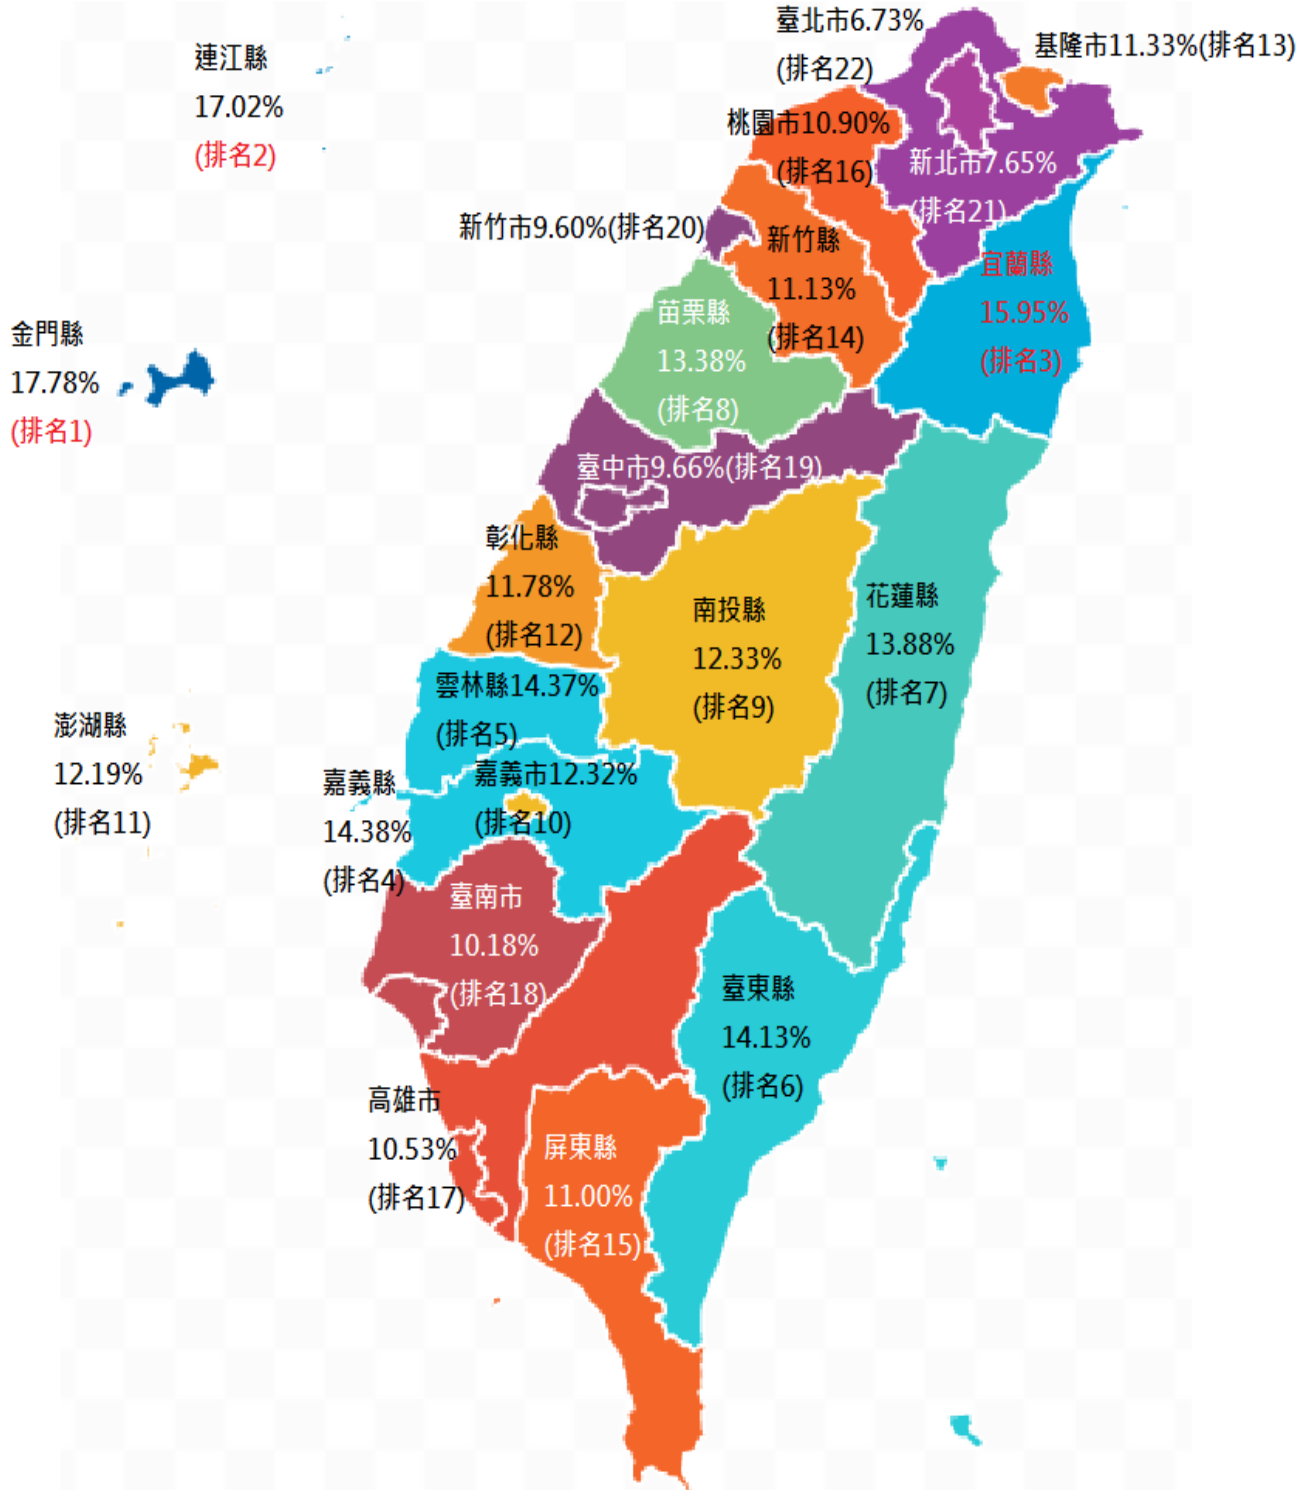 臺北市6.73%
(排名22)
基隆市11.33%(排名13)
連江縣
17.02%
(排名2)
桃園市10.90%
(排名16)
新北市7.65%
(排名21)
新竹市9.60%(排名20)
新竹縣
11.13%
(排名14)
宜蘭縣
15.95%
(排名3)
苗栗縣
13.38%
(排名8)
金門縣
17.78%
(排名1)
臺中市9.66%(排名19)
彰化縣
11.78%
(排名12)
南投縣
12.33%
(排名9)
花蓮縣
13.88%
(排名7)
雲林縣14.37%
(排名5)
澎湖縣
12.19%
(排名11)
嘉義縣
14.38%
(排名4)
嘉義市12.32%
(排名10)
臺南市
10.18%
(排名18)
臺東縣
14.13%
(排名6)
高雄市
10.53%
(排名17)
屏東縣
11.00%
(排名15)